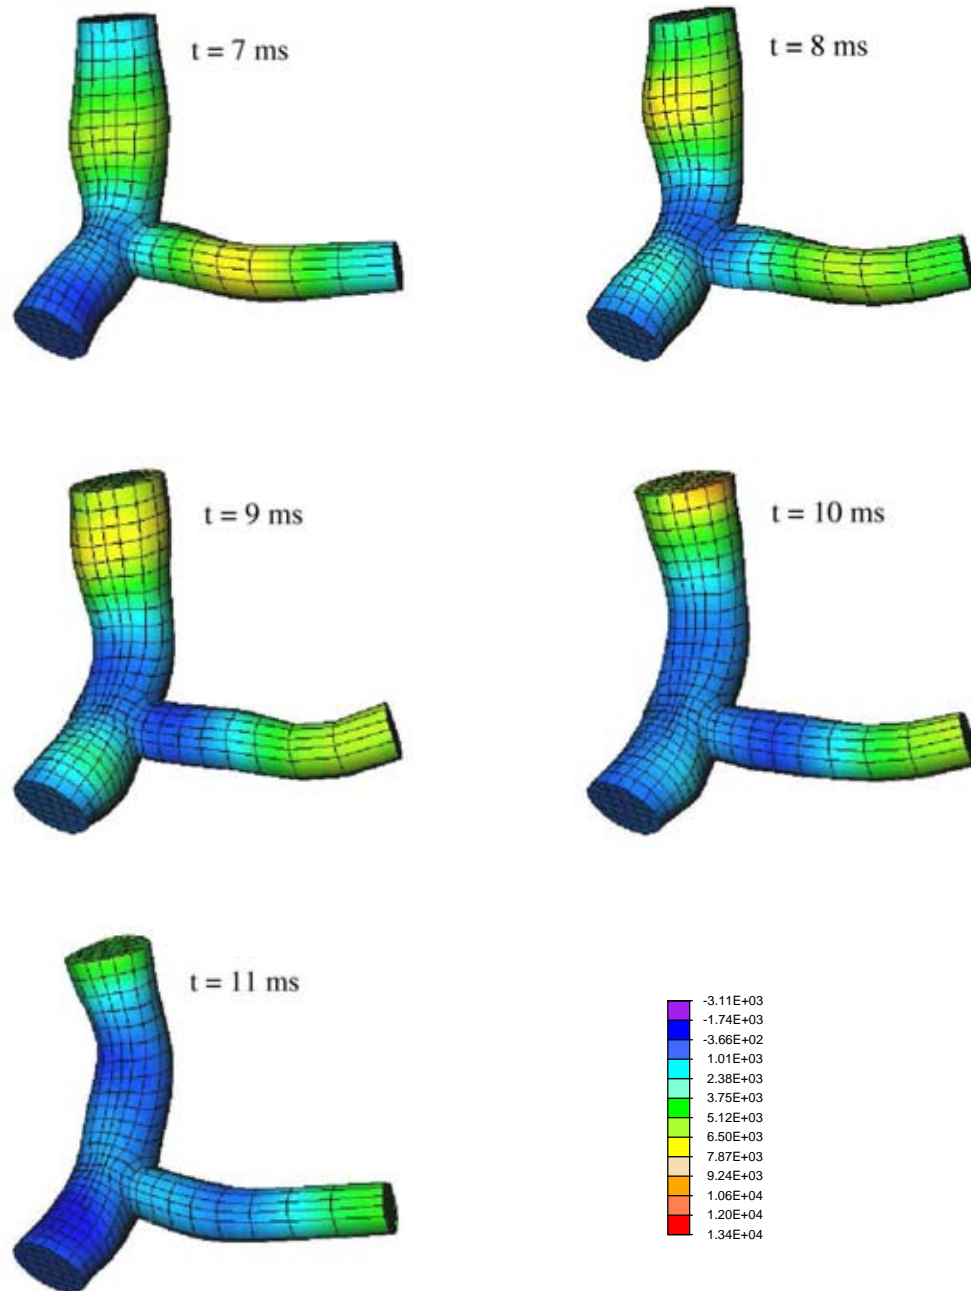 t = 7 ms
t = 8 ms
t = 9 ms
t = 10 ms
t = 11 ms
-3.11E+03
-1.74E+03
-3.66E+02
1.01E+03
2.38E+03
3.75E+03
5.12E+03
6.50E+03
7.87E+03
9.24E+03
1.06E+04
1.20E+04
1.34E+04